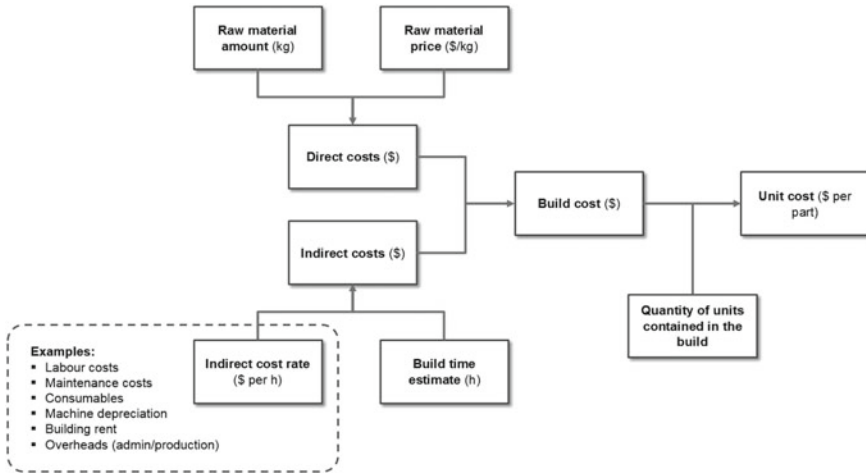 Raw material
amount (kg)
Raw material
price ($/kg)
Direct costs ($)
Indirect costs ($)
Build cost ($)
Unit cost ($ per
part)
Quantity of units
contained in the
build
Indirect cost rate
($ per h)
Build time
estimate (h)
Examples:
▪ Labour costs
▪ Maintenance costs
▪ Consumables
▪ Machine depreciation
▪ Building rent
▪ Overheads (admin/production)